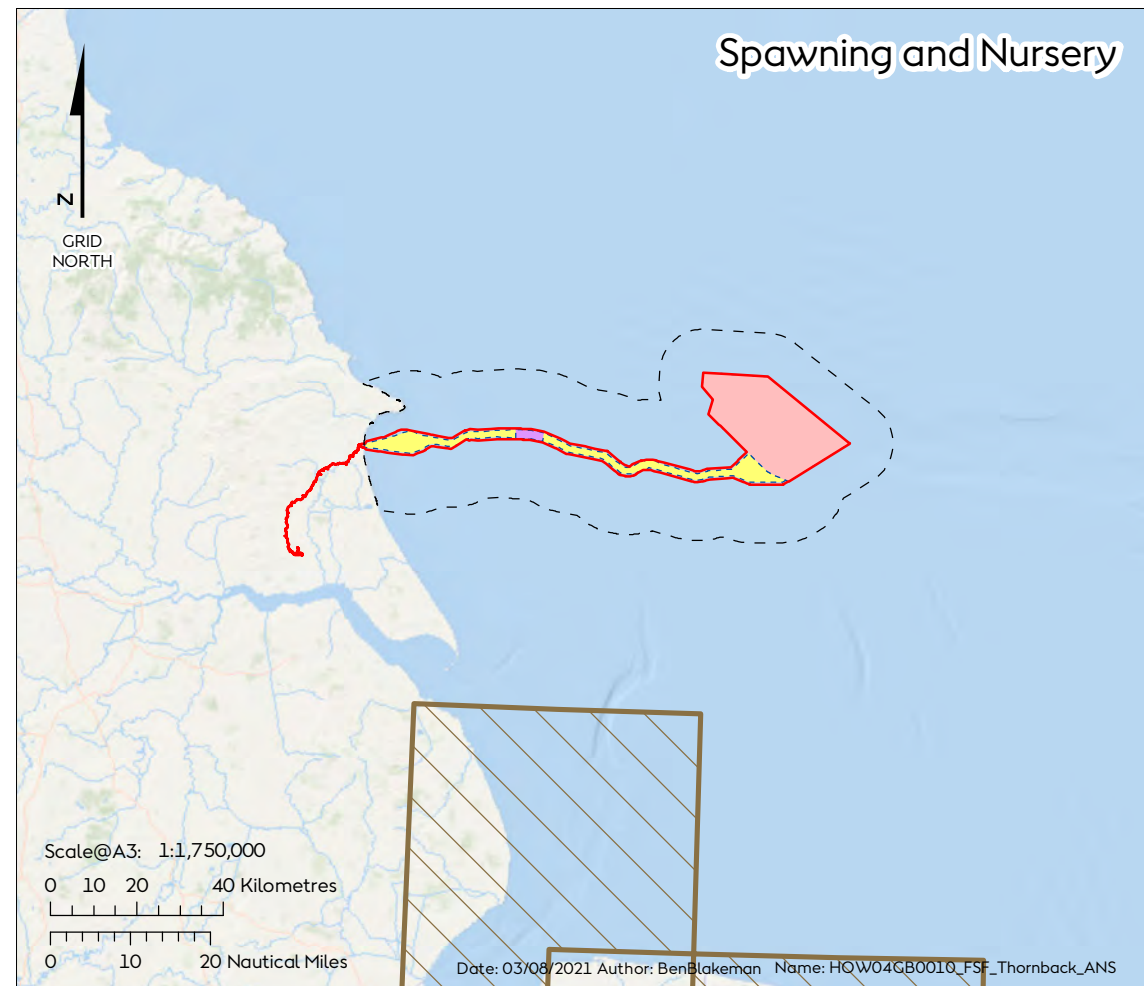 Spawning and Nursery
N
GRID
NORTH
Scale@A3: 1:1,750,000
0 10 20 40 Kilometres
0 10 20 Nautical Miles
Date: 03/08/2021 Author: BenBlakeman Name: HOW04GB0010_FSF_Thornback_ANS